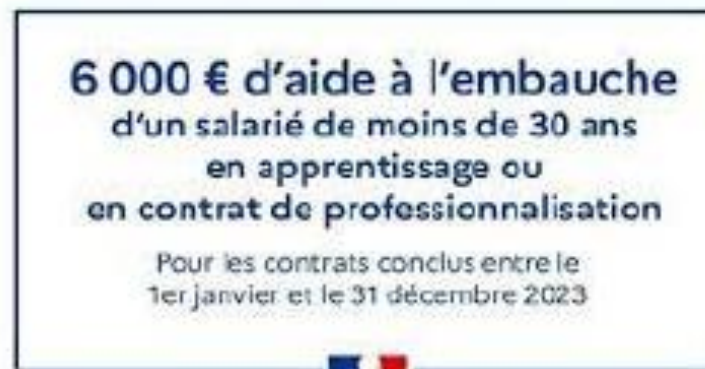 6 000 € d'aide à l'embauche
d'un salarié de moins de 30 ans
en apprentissage ou
en contrat de professionnalisation
Pour les contrats conclus entre le
1er janvier et le 31 décembre 2023